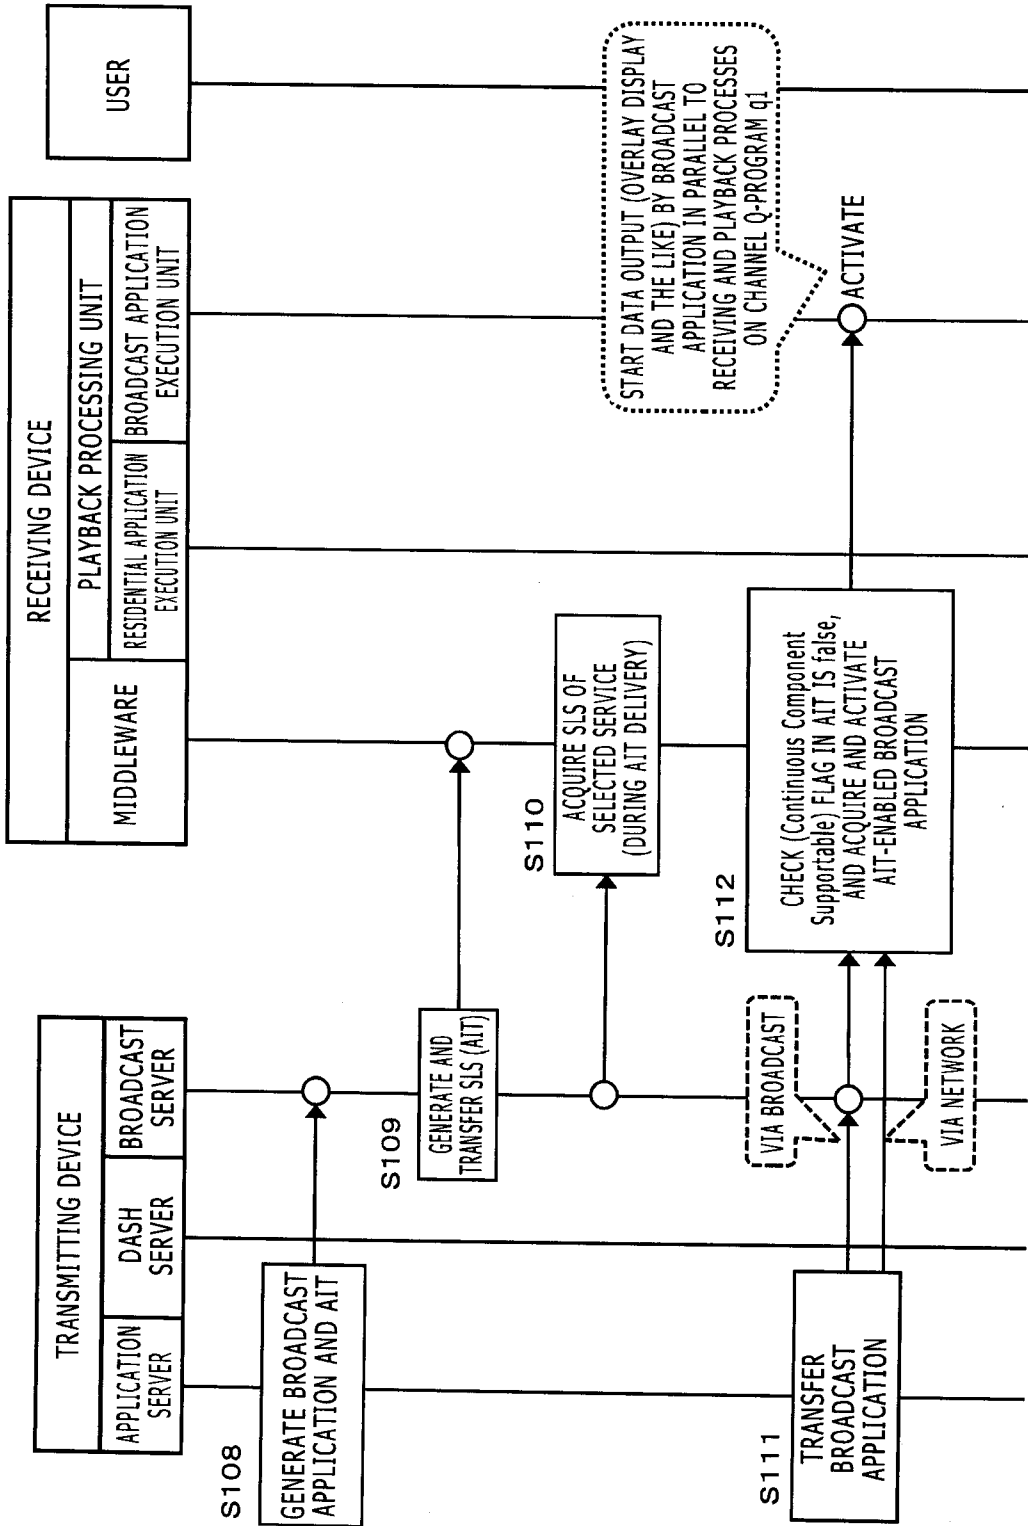 TRANSMITTING DEVICE
APPLICATION
SERVER
DASH
SERVER
BROADCAST
SERVER
RECEIVING DEVICE
MIDDLEWARE
PLAYBACK PROCESSING UNIT
RESIDENTIAL APPLICATION
EXECUTION UNIT
BROADCAST APPLICATION
EXECUTION UNIT
USER
S108
GENERATE BROADCAST
APPLICATION AND AIT
S109
GENERATE AND
TRANSFER SLS (AIT)
S110
ACQUIRE SLS OF
SELECTED SERVICE
(DURING AIT DELIVERY)
S111
TRANSFER
BROADCAST
APPLICATION
VIA BROADCAST
VIA NETWORK
S112
CHECK (Continuous Component
Supportable) FLAG IN AIT IS false,
AND ACQUIRE AND ACTIVATE
AIT-ENABLED BROADCAST
APPLICATION
START DATA OUTPUT (OVERLAY DISPLAY
AND THE LIKE) BY BROADCAST
APPLICATION IN PARALLEL TO
RECEIVING AND PLAYBACK PROCESSES
ON CHANNEL Q-PROGRAM q1
ACTIVATE